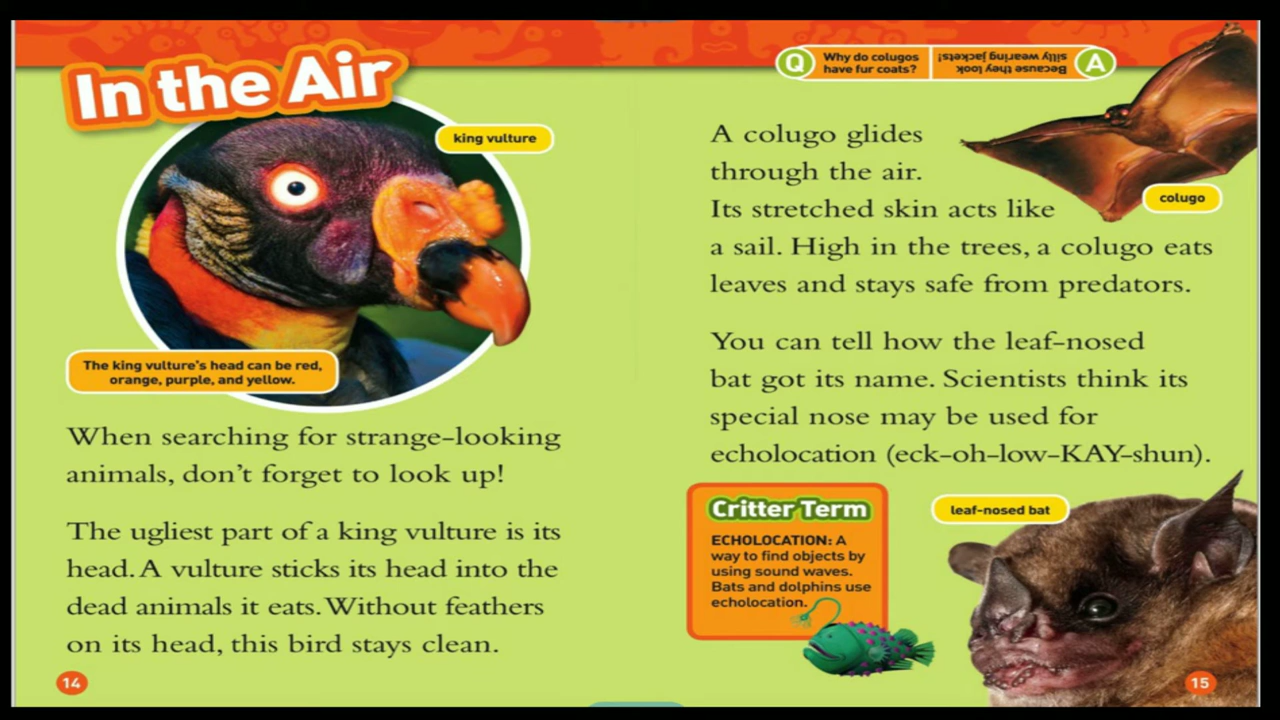 In the Air
king vulture
The king vulture's head can be red,
orange, purple, and yellow.
When searching for strange-looking
animals, don't forget to look up!
The ugliest part of a king vulture is its
head. A vulture sticks its head into the
dead animals it eats. Without feathers
on its head, this bird stays clean.
14
Q
Why do colugos
have fur coats?
Because they look
silly wearing jackets!
A
A colugo glides
through the air.
Its stretched skin acts like
a sail. High in the trees, a colugo eats
leaves and stays safe from predators.
colugo
You can tell how the leaf-nosed
bat got its name. Scientists think its
special nose may be used for
echolocation (eck-oh-low-KAY-shun).
Critter Term
ECHOLOCATION: A
way to find objects by
using sound waves.
Bats and dolphins use
echolocation.
leaf-nosed bat
15